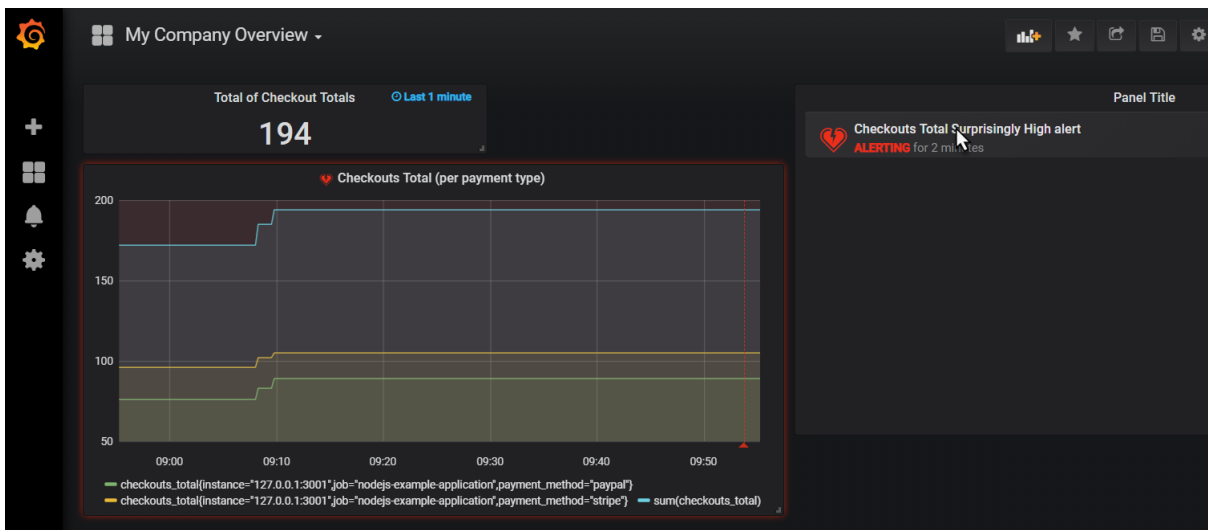 My Company Overview
Total of Checkout Totals Last 1 minute
194
Panel Title
Checkouts Total Surprisingly High alert
ALERTING for 2 minutes
Checkouts Total (per payment type)
200
150
100
50
09:00 09:10 09:20 09:30 09:40 09:50
checkouts_total{instance="127.0.0.1:3001",job="nodejs-example-application",payment_method="paypal"}
checkouts_total{instance="127.0.0.1:3001",job="nodejs-example-application",payment_method="stripe"} sum(checkouts_total)